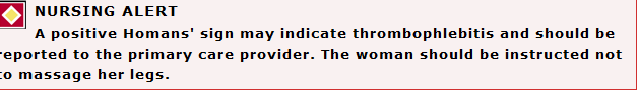 NURSING ALERT
A positive Homans' sign may indicate thrombophlebitis and should be
reported to the primary care provider. The woman should be instructed not
to massage her legs.